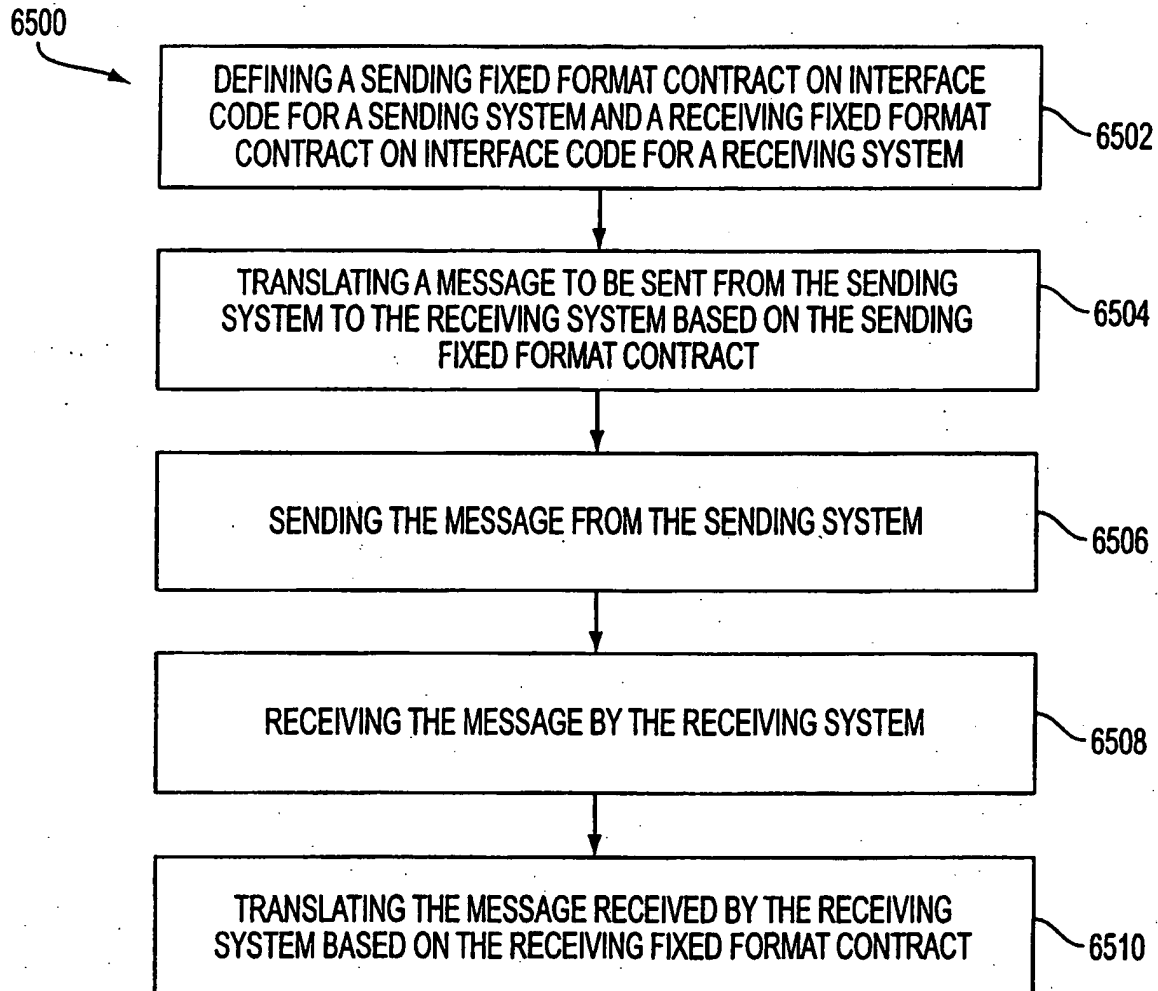 6500
DEFINING A SENDING FIXED FORMAT CONTRACT ON INTERFACE
CODE FOR A SENDING SYSTEM AND A RECEIVING FIXED FORMAT
CONTRACT ON INTERFACE CODE FOR A RECEIVING SYSTEM
6502
TRANSLATING A MESSAGE TO BE SENT FROM THE SENDING
SYSTEM TO THE RECEIVING SYSTEM BASED ON THE SENDING
FIXED FORMAT CONTRACT
6504
SENDING THE MESSAGE FROM THE SENDING SYSTEM
6506
RECEIVING THE MESSAGE BY THE RECEIVING SYSTEM
6508
TRANSLATING THE MESSAGE RECEIVED BY THE RECEIVING
SYSTEM BASED ON THE RECEIVING FIXED FORMAT CONTRACT
6510